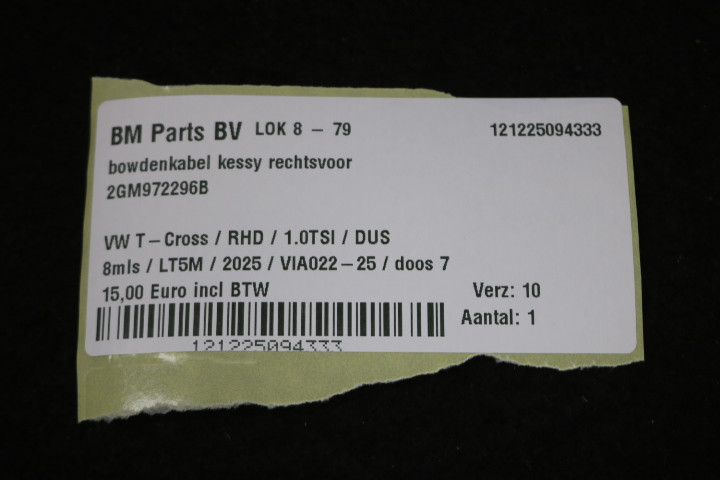 BM Parts BV LOK 8 - 79 121225094333
bowdenkabel kessy rechtsvoor
2GM972296B
VW T-Cross / RHD / 1.0TSI / DUS
8mls / LT5M / 2025 / VIA022-25 / doos 7
15,00 Euro incl BTW Verz: 10
Aantal: 1
121225094333